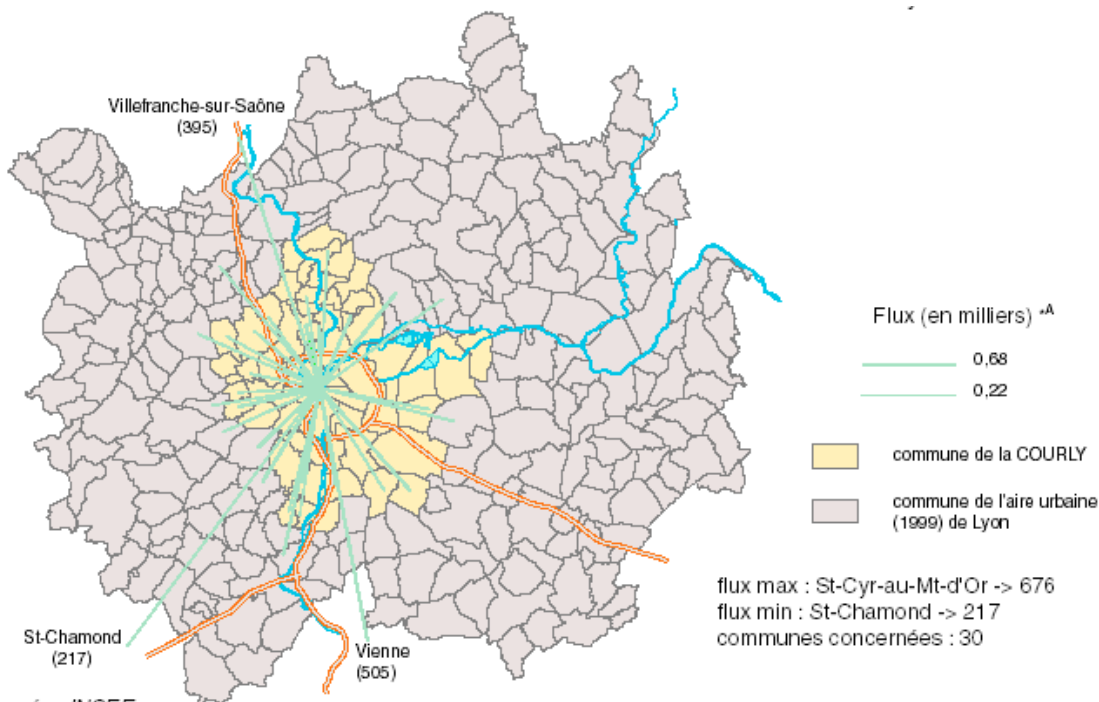 Villefranche-sur-Saône
(395)
Flux (en milliers) *A
0,68
0,22
commune de la COURLY
commune de l'aire urbaine
(1999) de Lyon
flux max : St-Cyr-au-Mt-d'Or -> 676
flux min : St-Chamond -> 217
communes concernées : 30
St-Chamond
(217)
Vienne
(505)